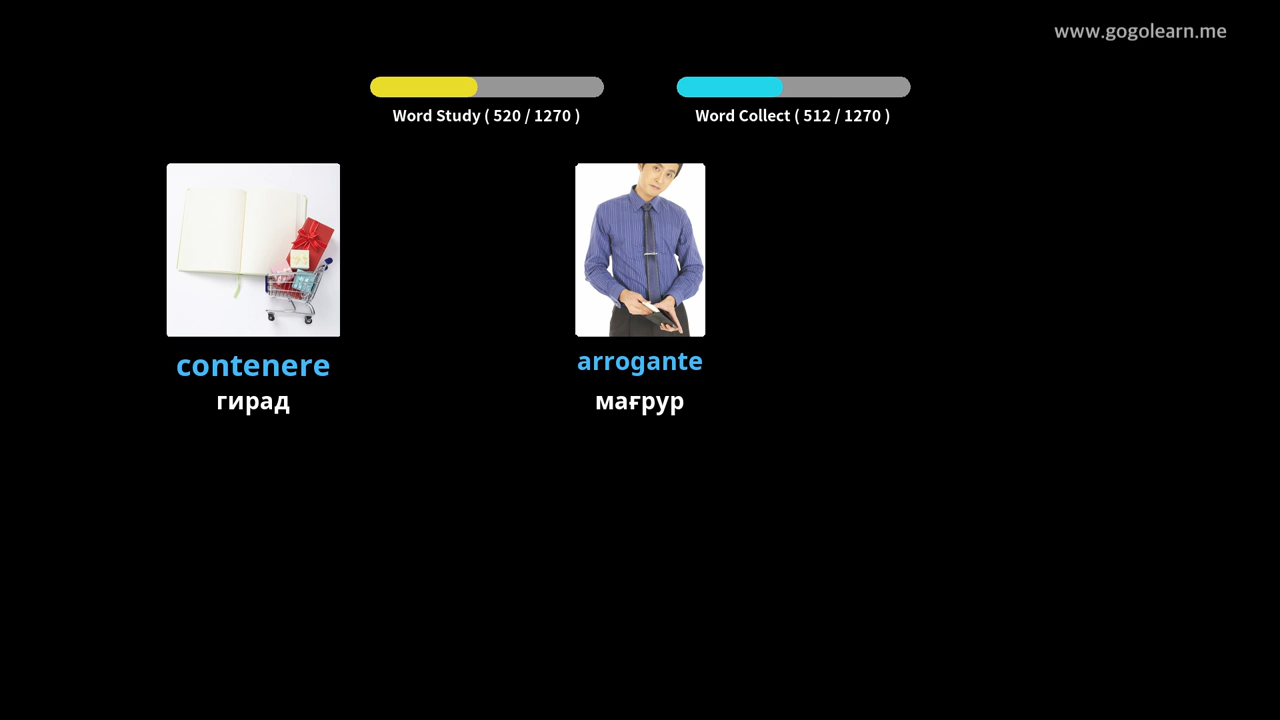 www.gogolearn.me
Word Study ( 520 / 1270 )
Word Collect ( 512 / 1270 )
contenere
гирад
arrogante
мағрур